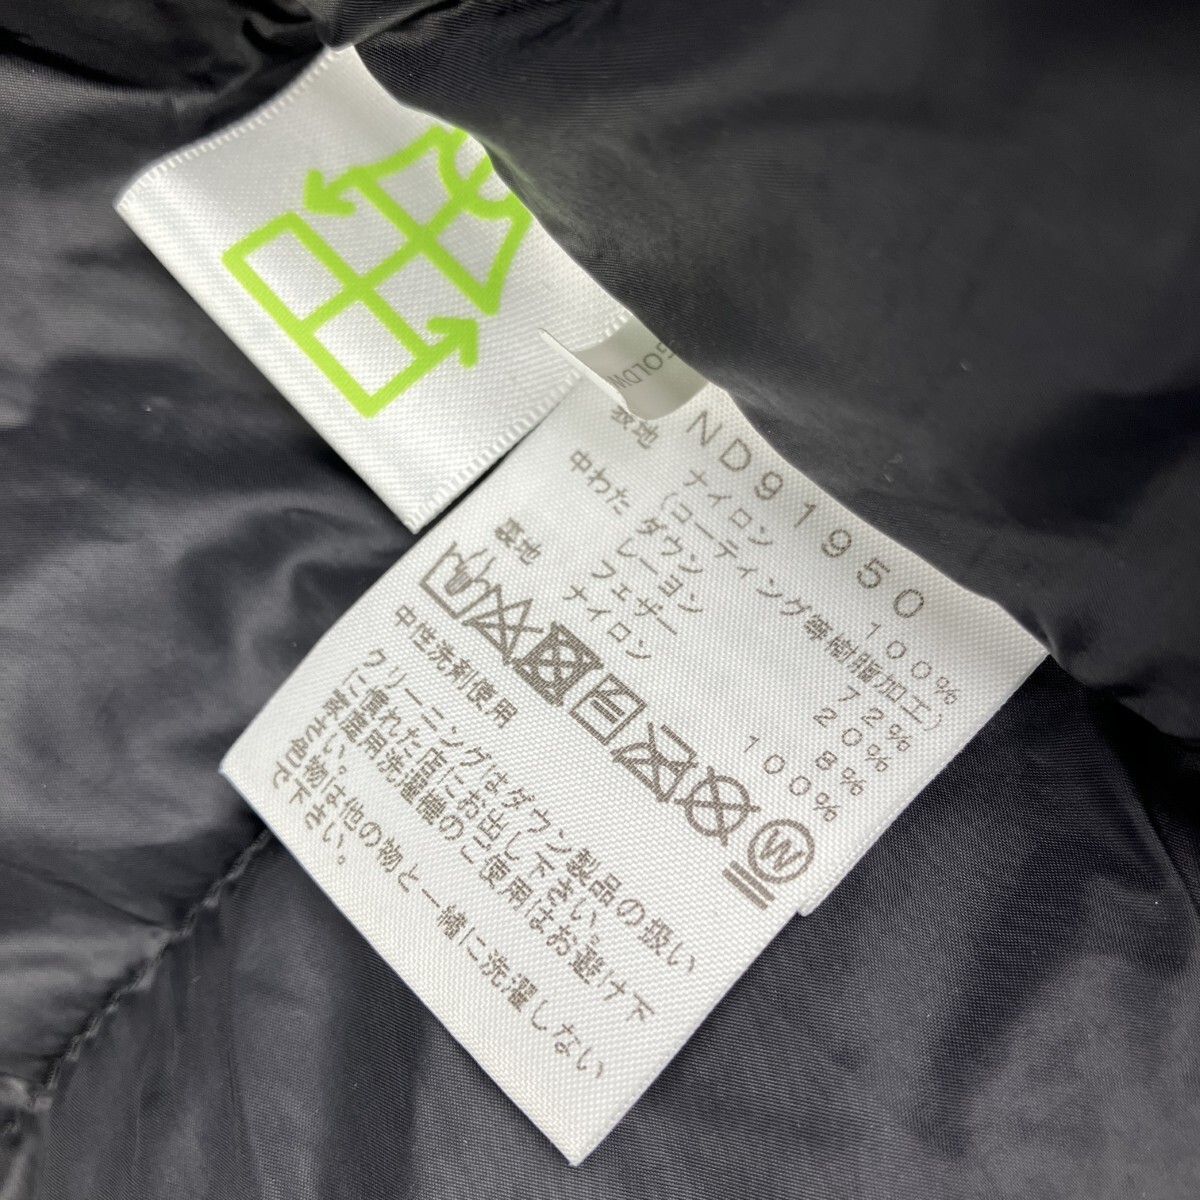 GOLDW
ND91950
表地 ナイロン 100%
(コーティング等樹脂加工)
中わた ダウン 72%
レーヨン 20%
フェザー 8%
裏地 ナイロン 100%
W
中性洗剤使用
クリーニングはダウン製品の扱い
に慣れた店にお出し下さい。
家庭用洗濯機のご使用はお避け下
さい。
こさ色物は他の物と一緒に洗濯しない
で下さい。